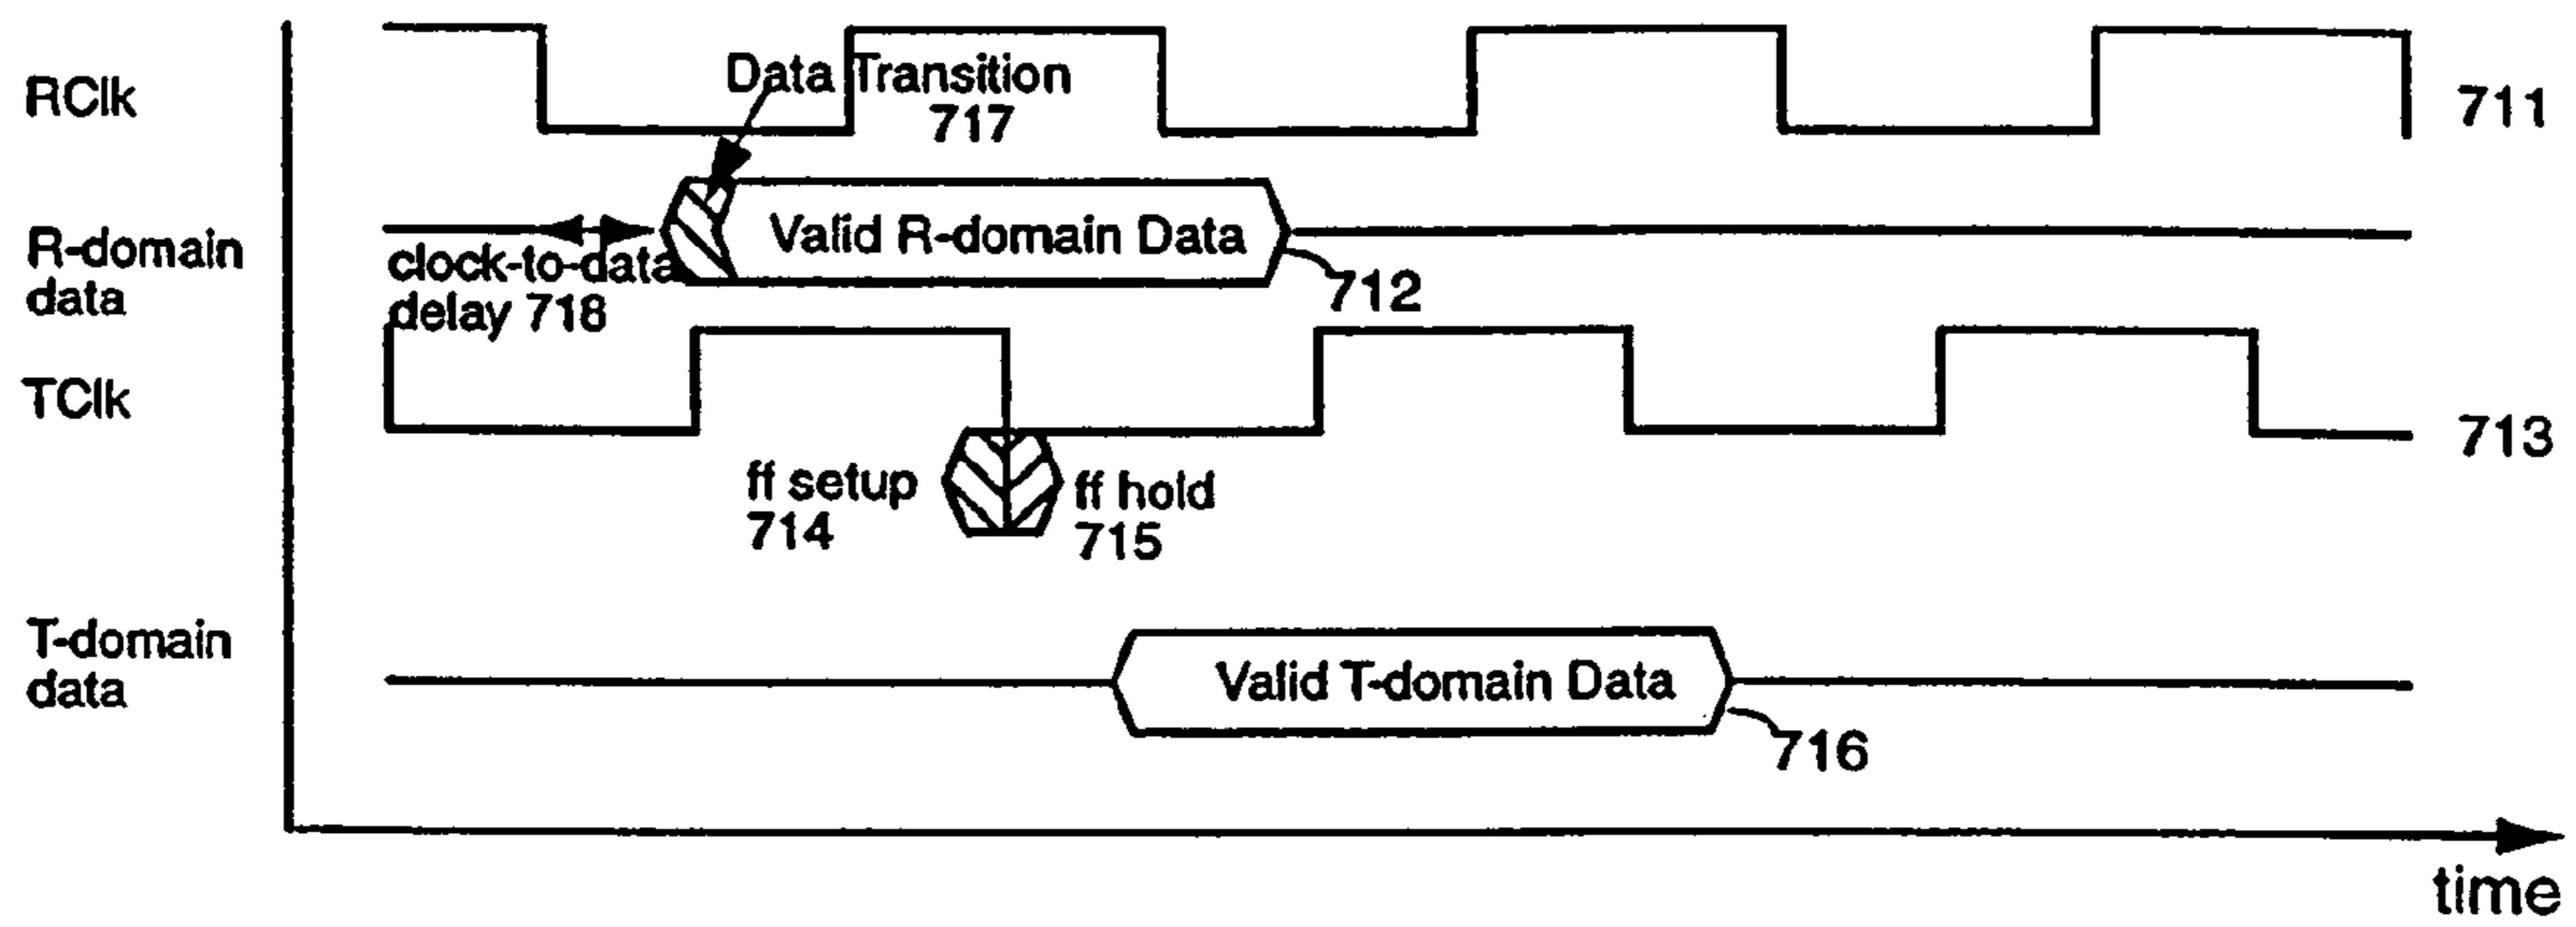 RClk
Data Transition
717
711
R-domain
data
clock-to-data
delay 718
Valid R-domain Data
712
TClk
713
ff setup
714
ff hold
715
T-domain
data
Valid T-domain Data
716
time